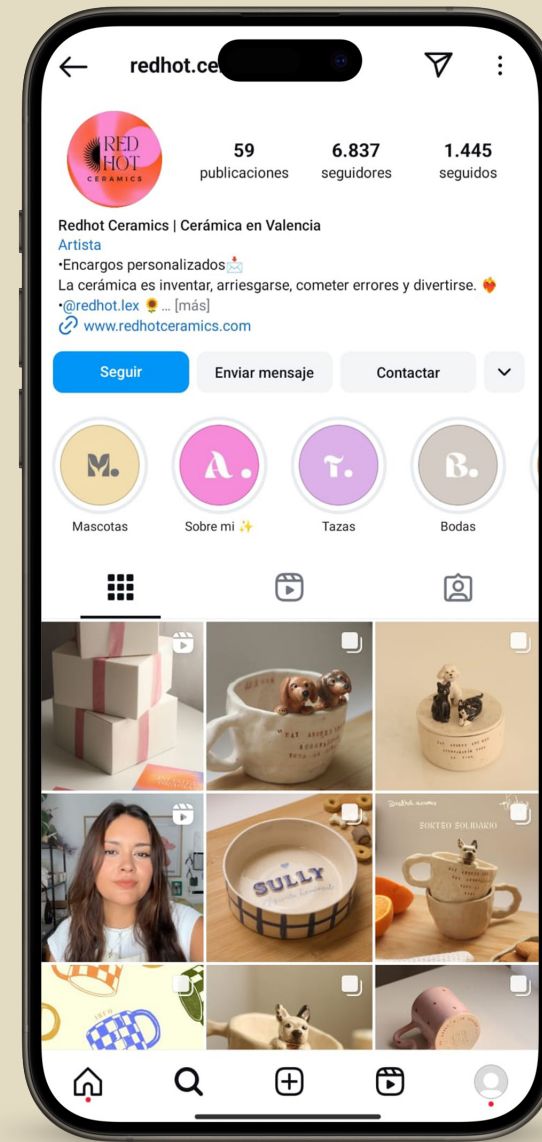 redhot.ce
RED
HOT
CERAMICS
59
publicaciones
6.837
seguidores
1.445
seguidos
Redhot Ceramics | Cerámica en Valencia
Artista
•Encargos personalizados📩
La cerámica es inventar, arriesgarse, cometer errores y divertirse. ❤️‍🔥
•@redhot.lex 🌻... [más]
www.redhotceramics.com
Seguir
Enviar mensaje
Contactar
M.
A.
T.
B.
Mascotas
Sobre mi ✨
Tazas
Bodas
SULLY
SORTEO SOLIDARIO